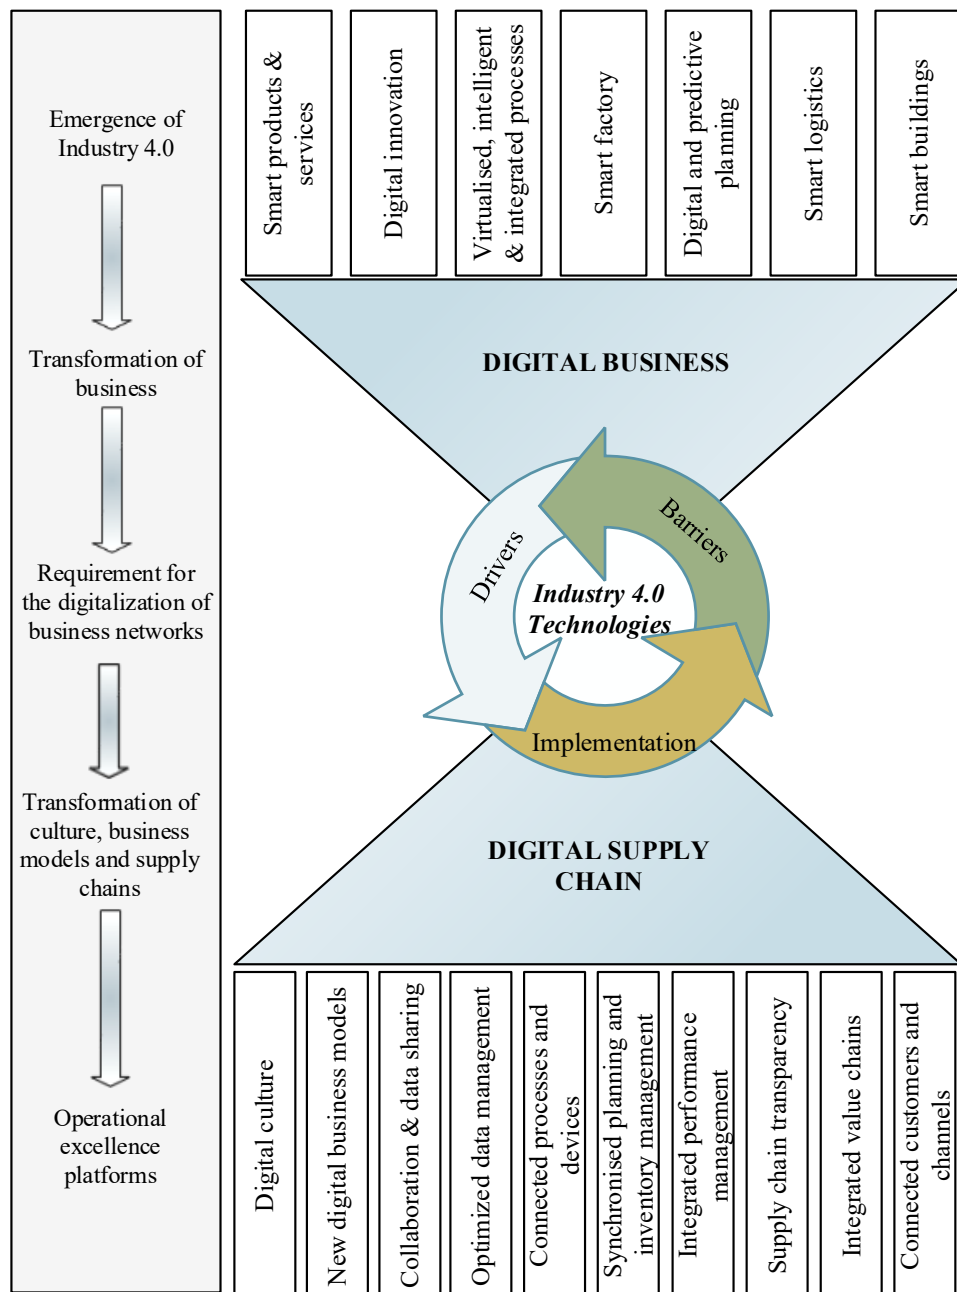 Emergence of
Industry 4.0
Transformation of
business
Requirement for
the digitalization of
business networks
Transformation of
culture, business
models and supply
chains
Operational
excellence
platforms
Smart products &
services
Digital innovation
Virtualised, intelligent
& integrated processes
Smart factory
Digital and predictive
planning
Smart logistics
Smart buildings
DIGITAL BUSINESS
Drivers
Barriers
Industry 4.0
Technologies
Implementation
DIGITAL SUPPLY
CHAIN
Digital culture
New digital business models
Collaboration & data sharing
Optimized data management
Connected processes and
devices
Synchronised planning and
inventory management
Integrated performance
management
Supply chain transparency
Integrated value chains
Connected customers and
channels